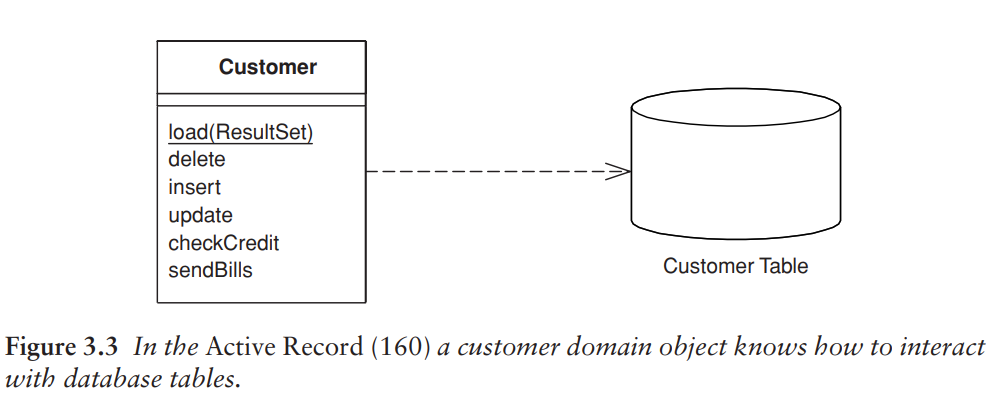 Customer
load(ResultSet)
delete
insert
update
checkCredit
sendBills
Customer Table
Figure 3.3 In the Active Record (160) a customer domain object knows how to interact
with database tables.